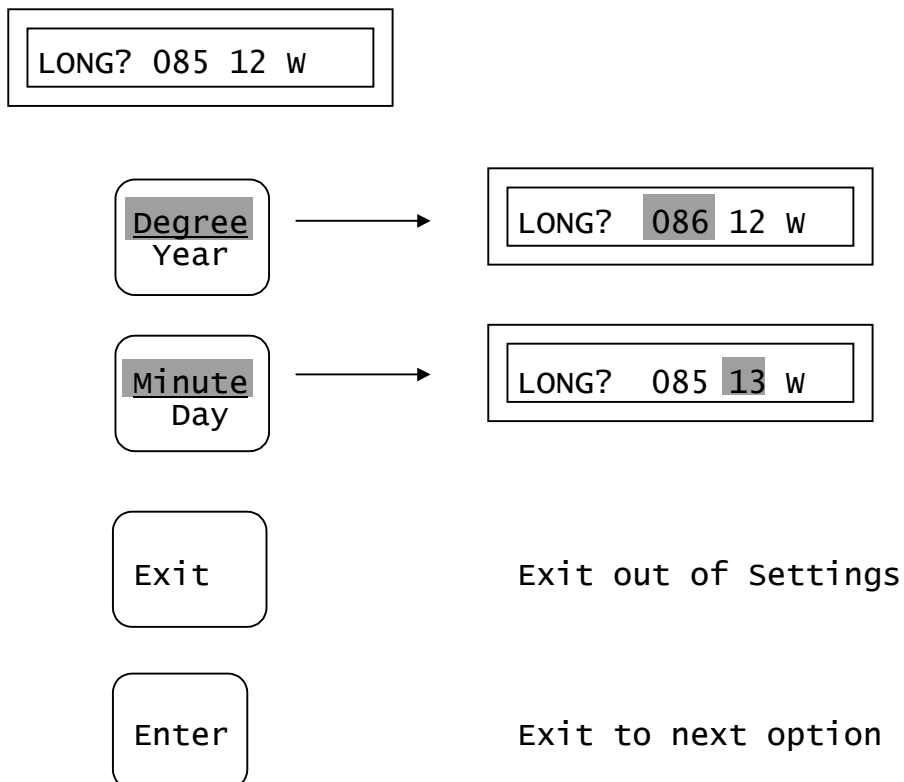 LONG? 085 12 W
Degree
Year
LONG? 086 12 W
Minute
Day
LONG? 085 13 W
Exit
Exit out of Settings
Enter
Exit to next option